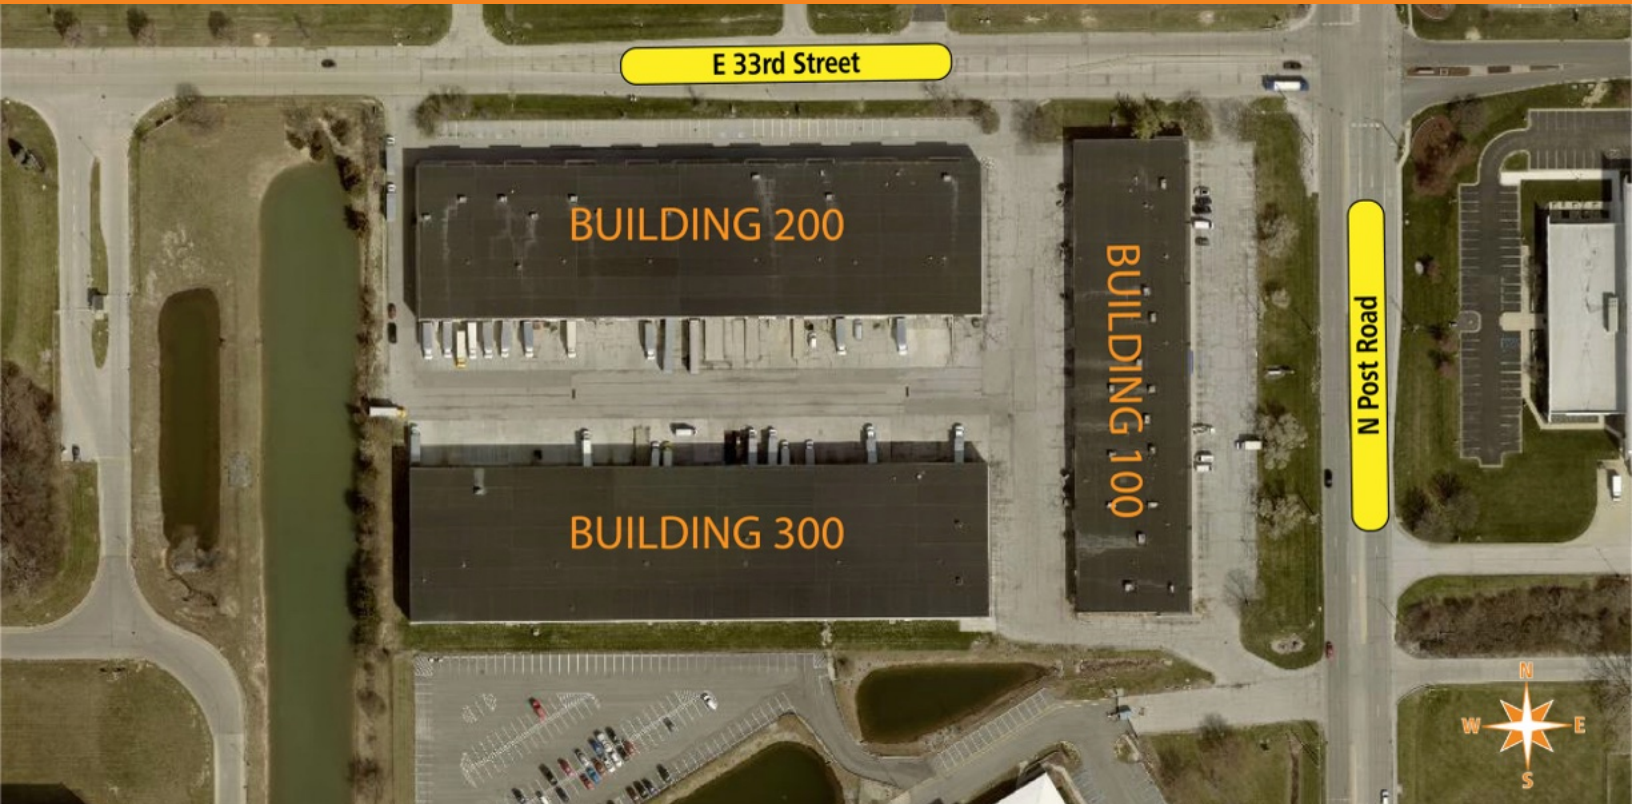 E 33rd Street
BUILDING 200
BUILDING 100
N Post Road
BUILDING 300
N
W
E
S